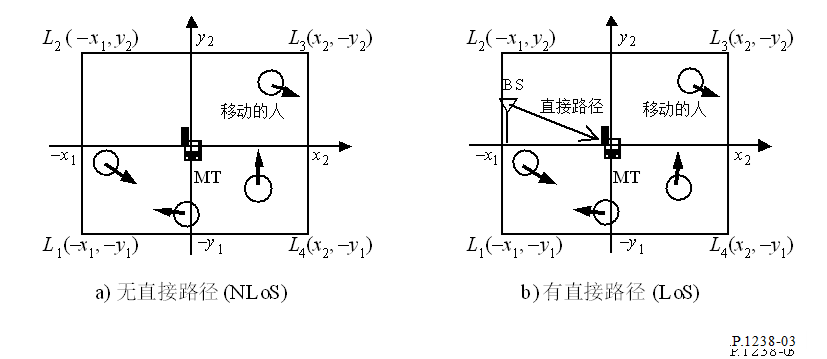 L2 (−x1, y2)
y2
L3(x2, −y2)
移动的人
−x1
x2
MT
L1(−x1, −y1)
−y1
L4(x2, −y1)
a) 无直接路径 (NLoS)
L2(−x1, y2)
y2
L3(x2, −y2)
BS
直接路径
移动的人
−x1
x2
MT
L1(−x1, −y1)
−y1
L4(x2, −y1)
b) 有直接路径 (LoS)
P.1238-03